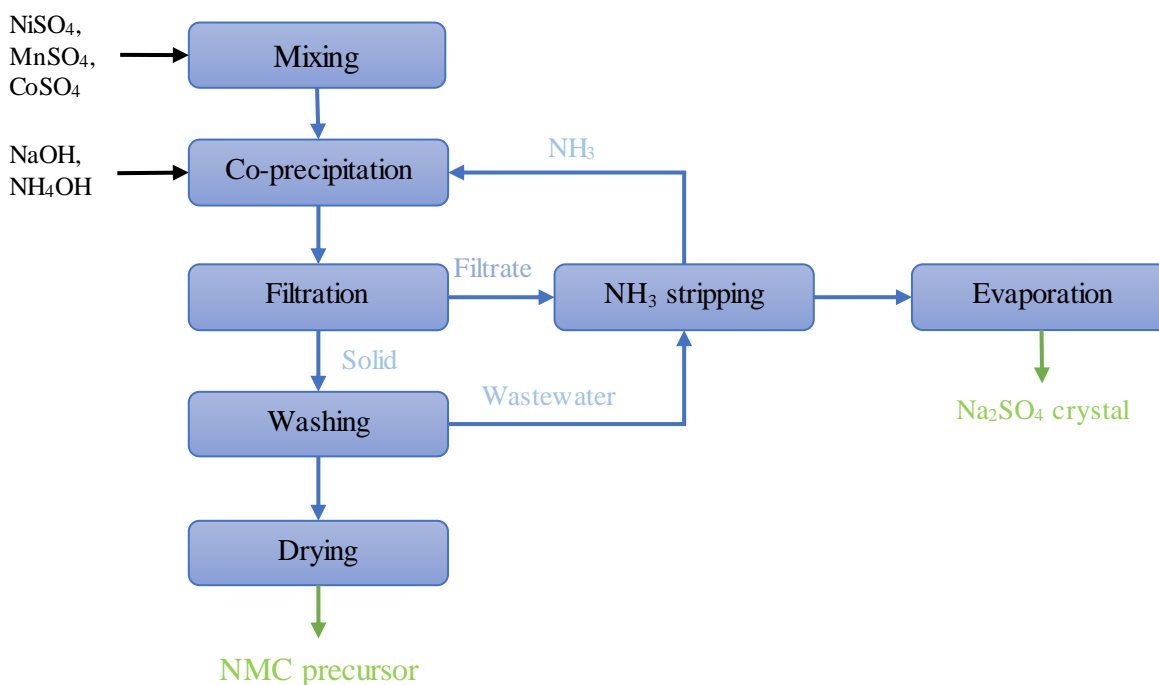 NiSO₄,
MnSO₄,
CoSO₄
Mixing
NaOH,
NH₄OH
Co-precipitation
NH₃
Filtration
Filtrate
NH₃ stripping
Evaporation
Solid
Washing
Wastewater
Na₂SO₄ crystal
Drying
NMC precursor